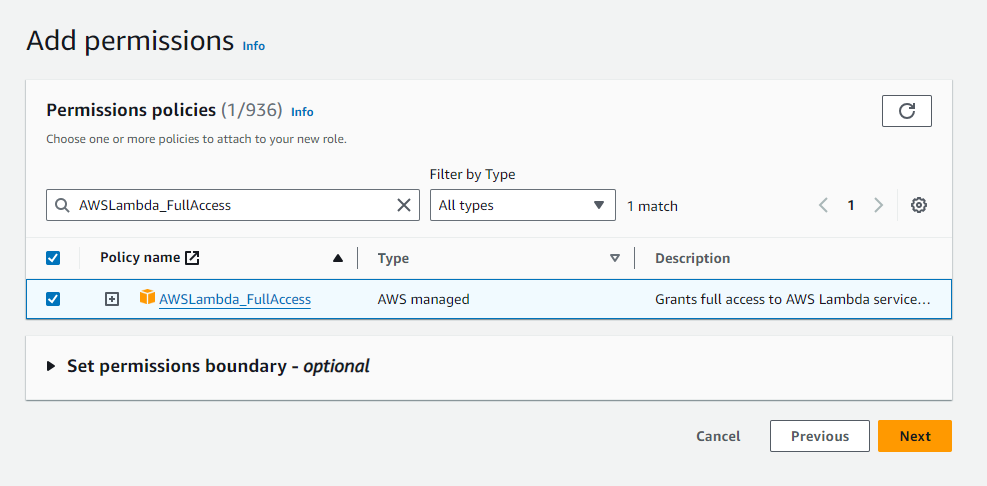 Add permissions Info
Permissions policies (1/936) Info
Choose one or more policies to attach to your new role.
Filter by Type
AWSLambda_FullAccess All types 1 match 1
Policy name Type Description
AWSLambda_FullAccess AWS managed Grants full access to AWS Lambda service...
Set permissions boundary - optional
Cancel Previous Next